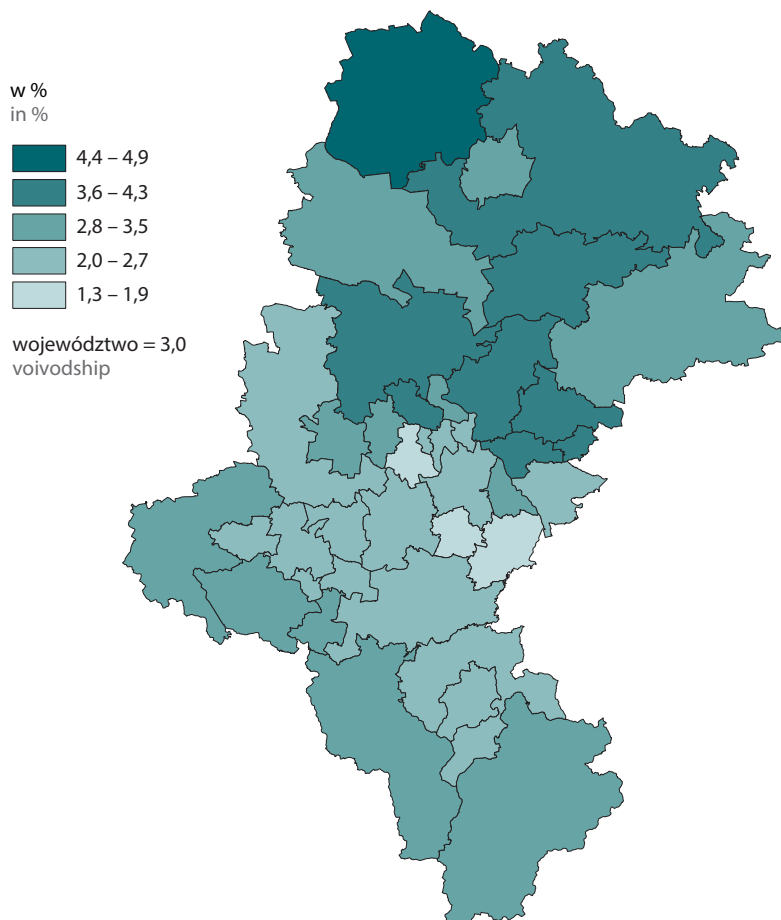 w %
in %
4,4 – 4,9
3,6 – 4,3
2,8 – 3,5
2,0 – 2,7
1,3 – 1,9
województwo = 3,0
voivodship